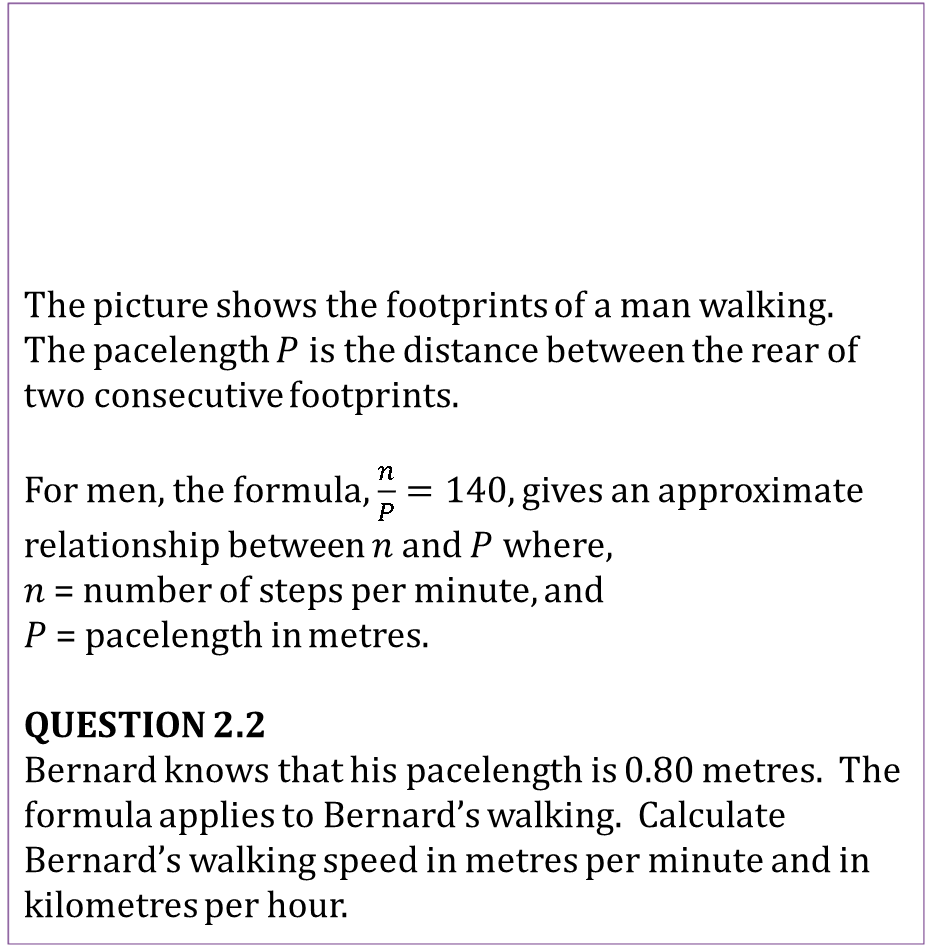 The picture shows the footprints of a man walking.
The pacelength P is the distance between the rear of
two consecutive footprints.
For men, the formula, n/P = 140, gives an approximate
relationship between n and P where,
n = number of steps per minute, and
P = pacelength in metres.
QUESTION 2.2
Bernard knows that his pacelength is 0.80 metres. The
formula applies to Bernard’s walking. Calculate
Bernard’s walking speed in metres per minute and in
kilometres per hour.